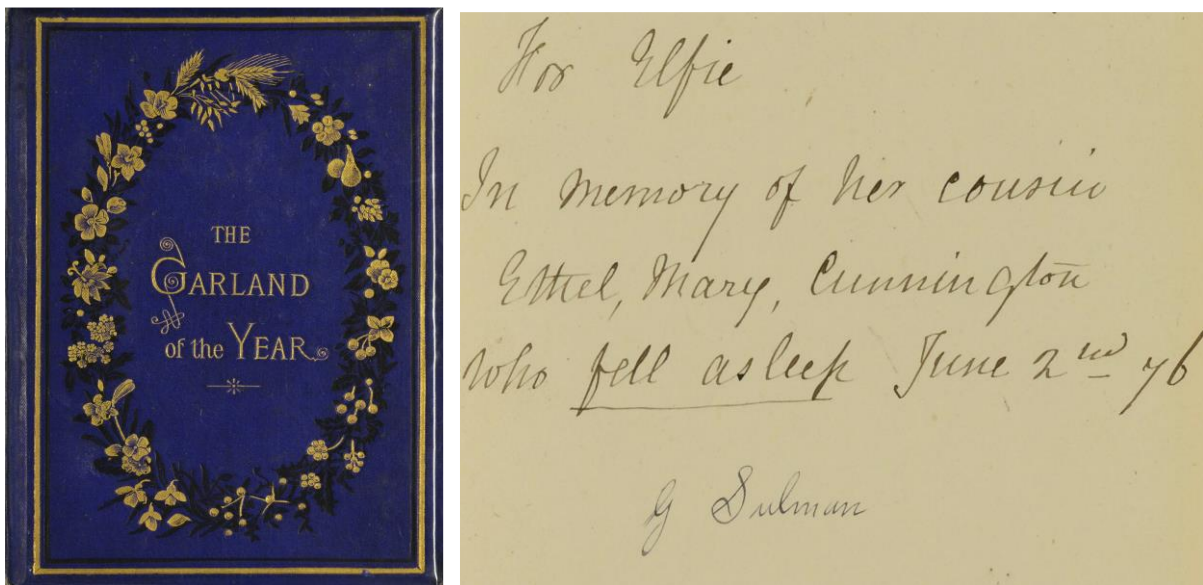 THE
GARLAND
of the YEAR
For Elfie
In memory of her cousin
Ethel, Mary, Cunnington
who fell asleep June 2nd 76
G Sulman